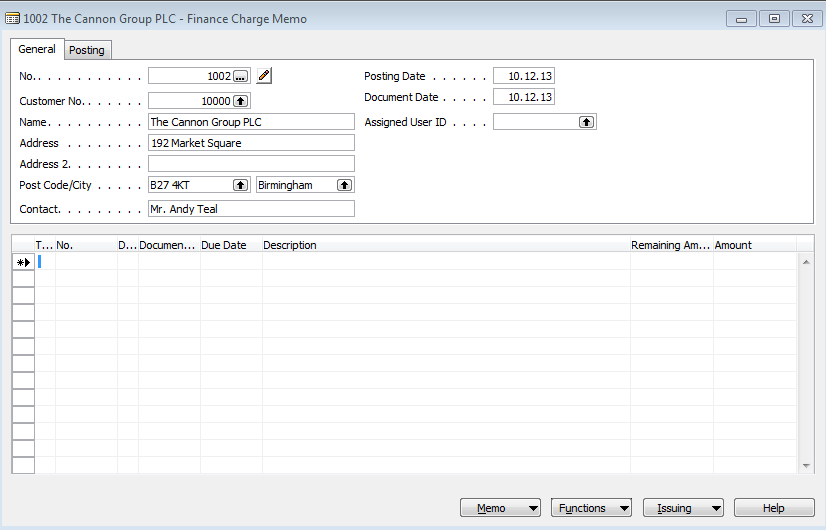 1002 The Cannon Group PLC - Finance Charge Memo
General Posting
No. . . . . . . . . . . . 1002 ... Posting Date . . . . . . 10.12.13
Customer No. . . . . . . 10000 Document Date . . . . . 10.12.13
Name. . . . . . . . . . The Cannon Group PLC Assigned User ID . . . .
Address . . . . . . . . 192 Market Square
Address 2. . . . . . . .
Post Code/City . . . . . B27 4KT Birmingham
Contact. . . . . . . . . Mr. Andy Teal
T... No. D... Documen... Due Date Description Remaining Am... Amount
Memo Functions Issuing Help